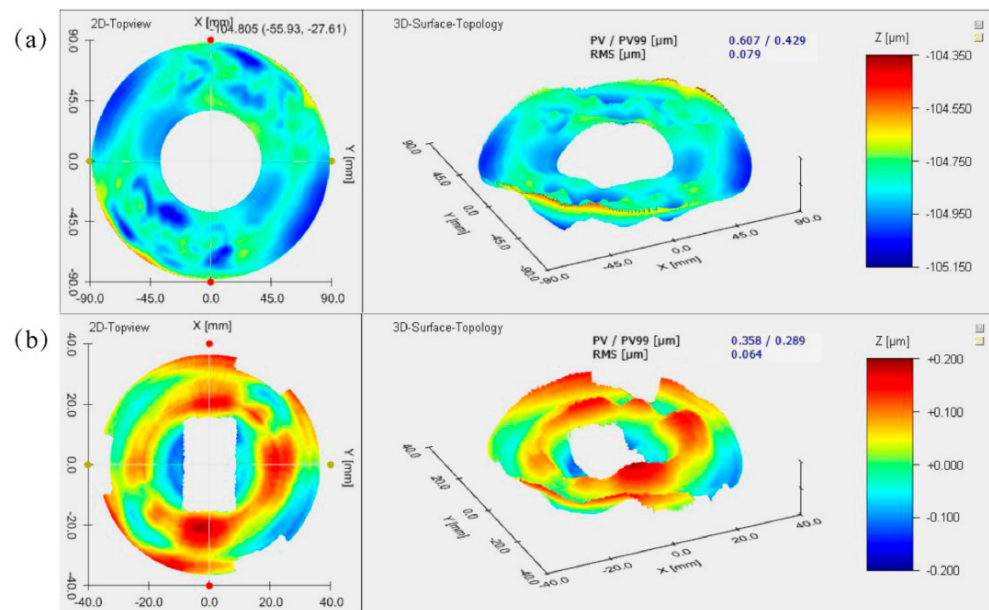 (a)
2D-Topview
X [mm]
-104.805 (-55.93, -27.61)
90.0
45.0
0.0
-45.0
-90.0
Y [mm]
-90.0 -45.0 0.0 45.0 90.0
3D-Surface-Topology
PV / PV99 [µm] 0.607 / 0.429
RMS [µm] 0.079
90.0
45.0
0.0
-45.0
-90.0
Y [mm]
-90.0
-45.0
0.0
45.0
90.0
X [mm]
Z [µm]
-104.350
-104.550
-104.750
-104.950
-105.150
(b)
2D-Topview
X [mm]
40.0
20.0
0.0
-20.0
-40.0
Y [mm]
-40.0 -20.0 0.0 20.0 40.0
3D-Surface-Topology
PV / PV99 [µm] 0.358 / 0.289
RMS [µm] 0.064
40.0
20.0
0.0
-20.0
-40.0
Y [mm]
-40.0
-20.0
0.0
20.0
40.0
X [mm]
Z [µm]
+0.200
+0.100
+0.000
-0.100
-0.200